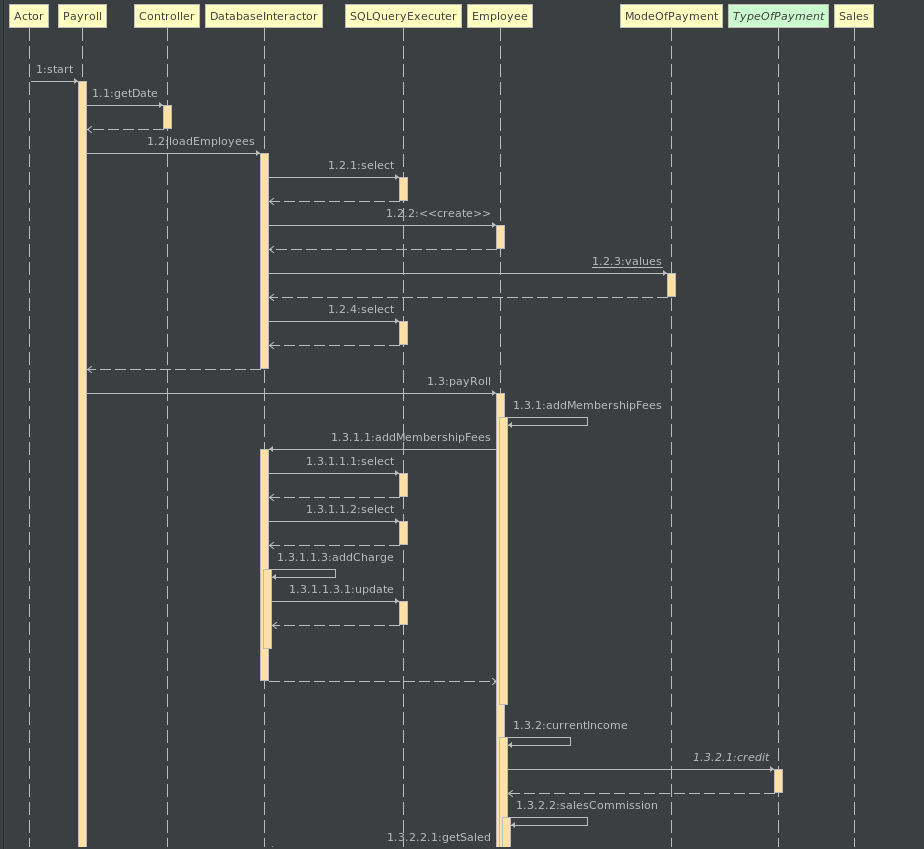 Actor Payroll Controller DatabaseInteractor SQLQueryExecuter Employee ModeOfPayment TypeOfPayment Sales
1:start
1.1:getDate
1.2:loadEmployees
1.2.1:select
1.2.2:<<create>>
1.2.3:values
1.2.4:select
1.3:payRoll
1.3.1:addMembershipFees
1.3.1.1:addMembershipFees
1.3.1.1.1:select
1.3.1.1.2:select
1.3.1.1.3:addCharge
1.3.1.1.3.1:update
1.3.2:currentIncome
1.3.2.1:credit
1.3.2.2:salesCommission
1.3.2.2.1:getSaled